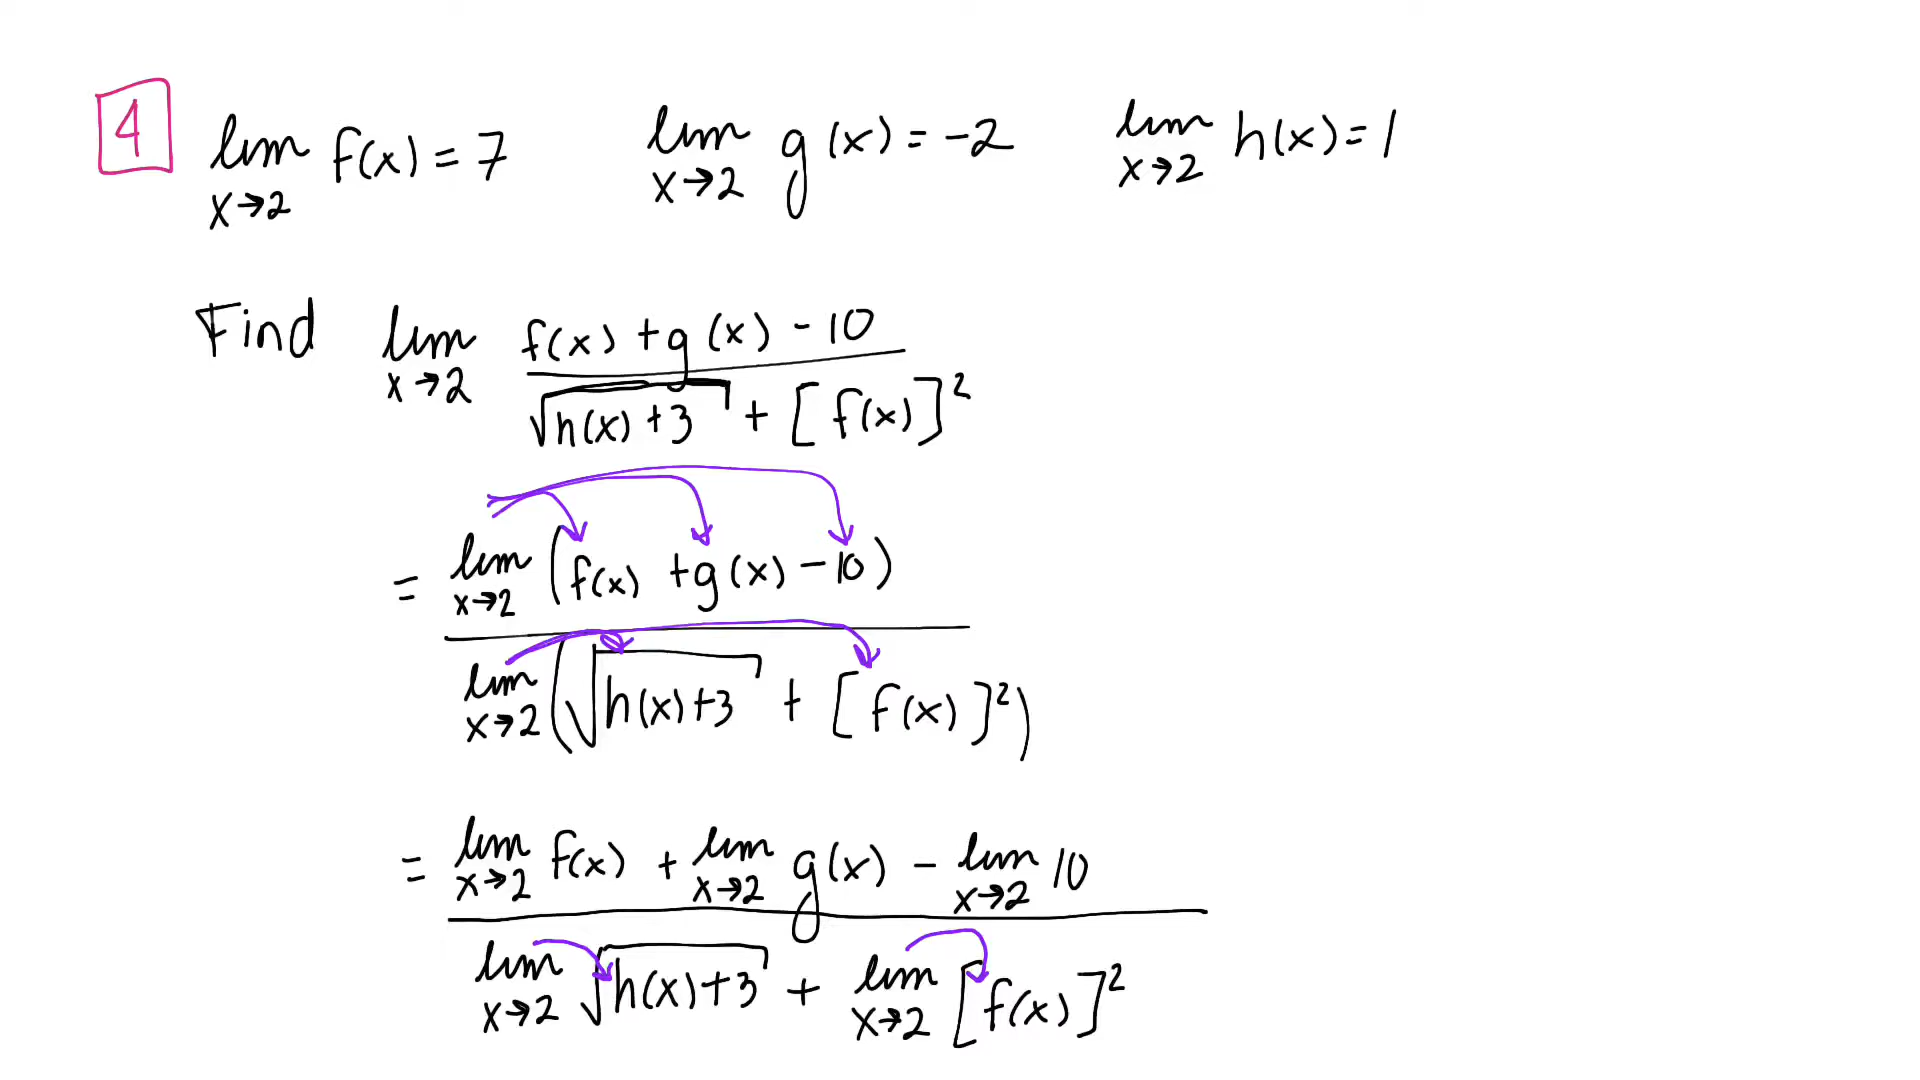 4 lim x→2 f(x) = 7 lim x→2 g(x) = -2 lim x→2 h(x) = 1
Find lim x→2 f(x) + g(x) - 10
√h(x) + 3 + [f(x)]²
= lim x→2 (f(x) + g(x) - 10)
lim x→2 (√h(x) + 3 + [f(x)]²)
= lim x→2 f(x) + lim x→2 g(x) - lim x→2 10
lim x→2 √h(x) + 3 + lim x→2 [f(x)]²